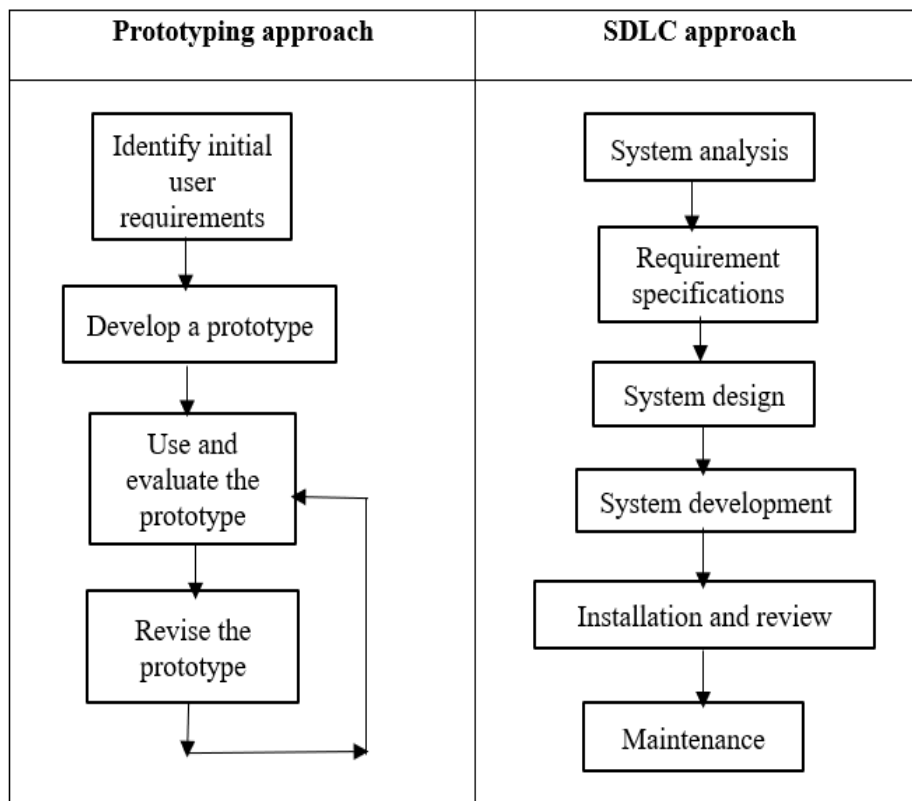 Prototyping approach
SDLC approach
Identify initial
user
requirements
Develop a prototype
Use and
evaluate the
prototype
Revise the
prototype
System analysis
Requirement
specifications
System design
System development
Installation and review
Maintenance